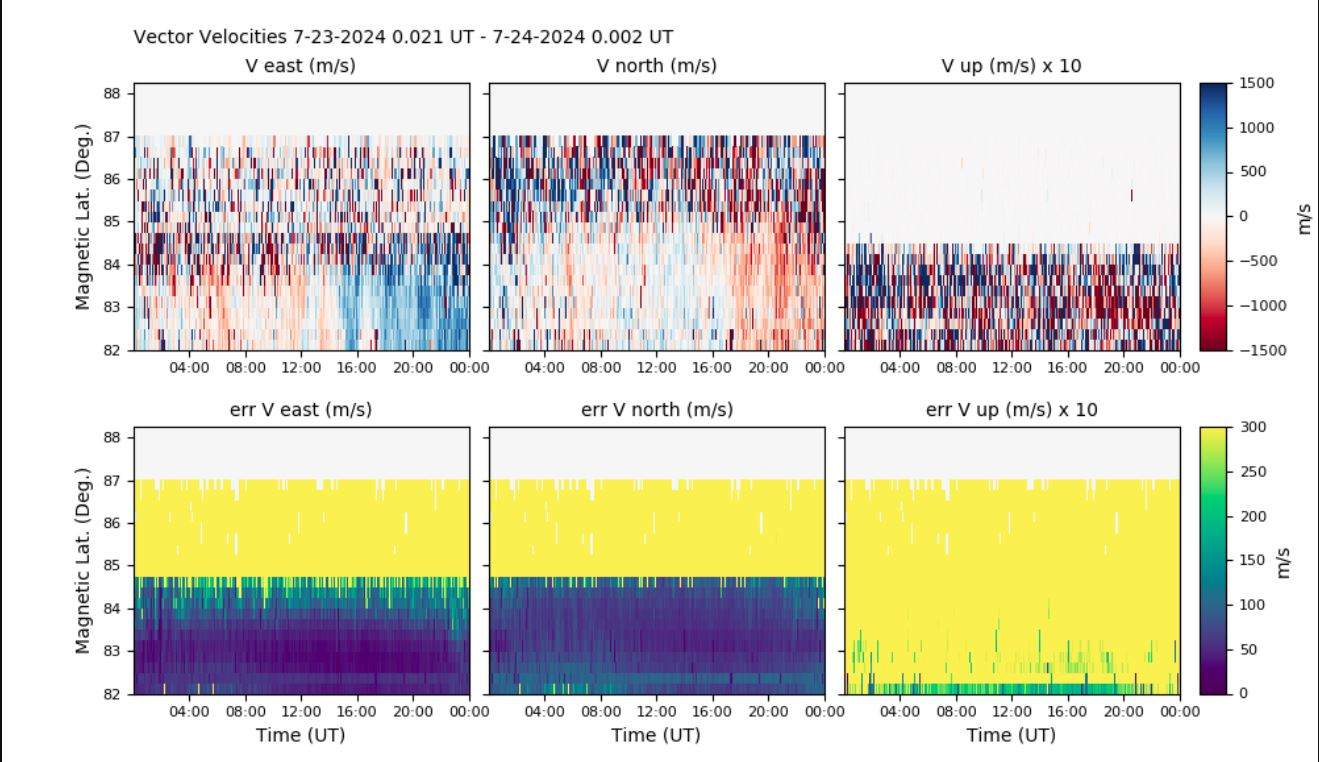 Vector Velocities 7-23-2024 0.021 UT - 7-24-2024 0.002 UT
V east (m/s) V north (m/s) V up (m/s) x 10
Magnetic Lat. (Deg.)
88
87
86
85
84
83
82
04:00 08:00 12:00 16:00 20:00 00:00 04:00 08:00 12:00 16:00 20:00 00:00 04:00 08:00 12:00 16:00 20:00 00:00
1500
1000
500
0
−500
−1000
−1500
m/s
err V east (m/s) err V north (m/s) err V up (m/s) x 10
Magnetic Lat. (Deg.)
88
87
86
85
84
83
82
04:00 08:00 12:00 16:00 20:00 00:00 04:00 08:00 12:00 16:00 20:00 00:00 04:00 08:00 12:00 16:00 20:00 00:00
Time (UT) Time (UT) Time (UT)
300
250
200
150
100
50
0
m/s